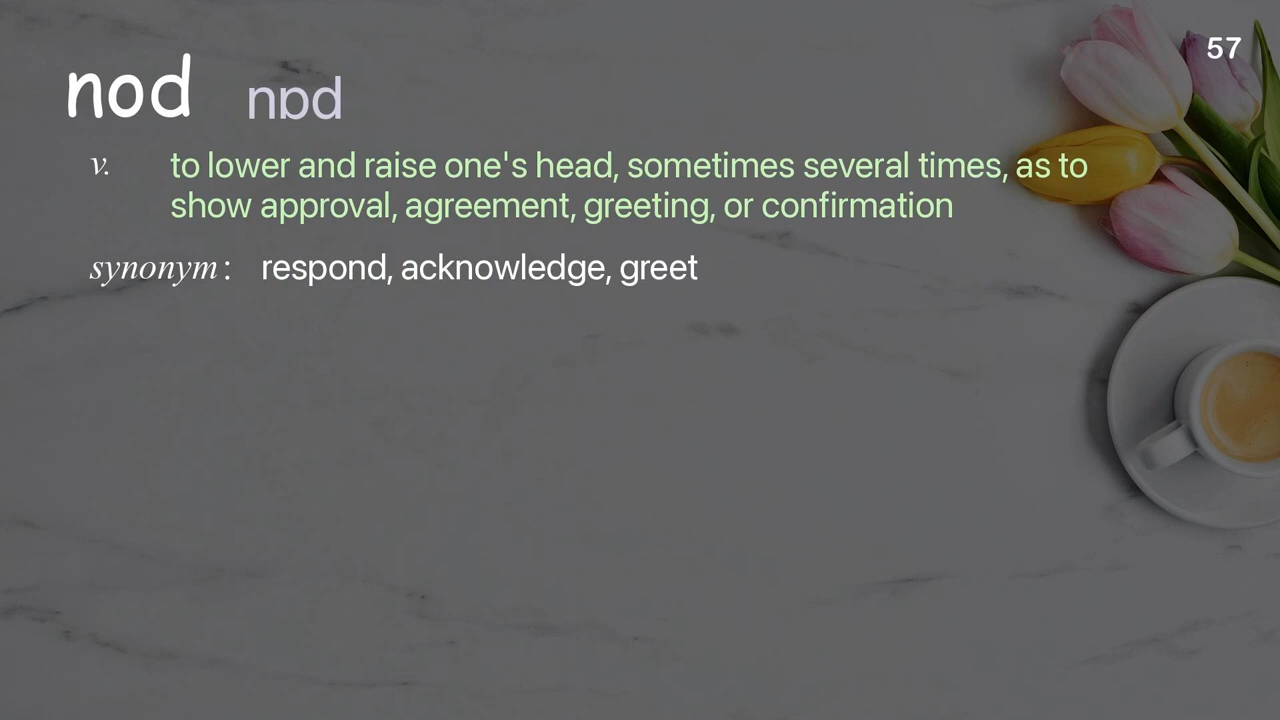 57
nod nɒd
v. to lower and raise one's head, sometimes several times, as to
show approval, agreement, greeting, or confirmation
synonym : respond, acknowledge, greet